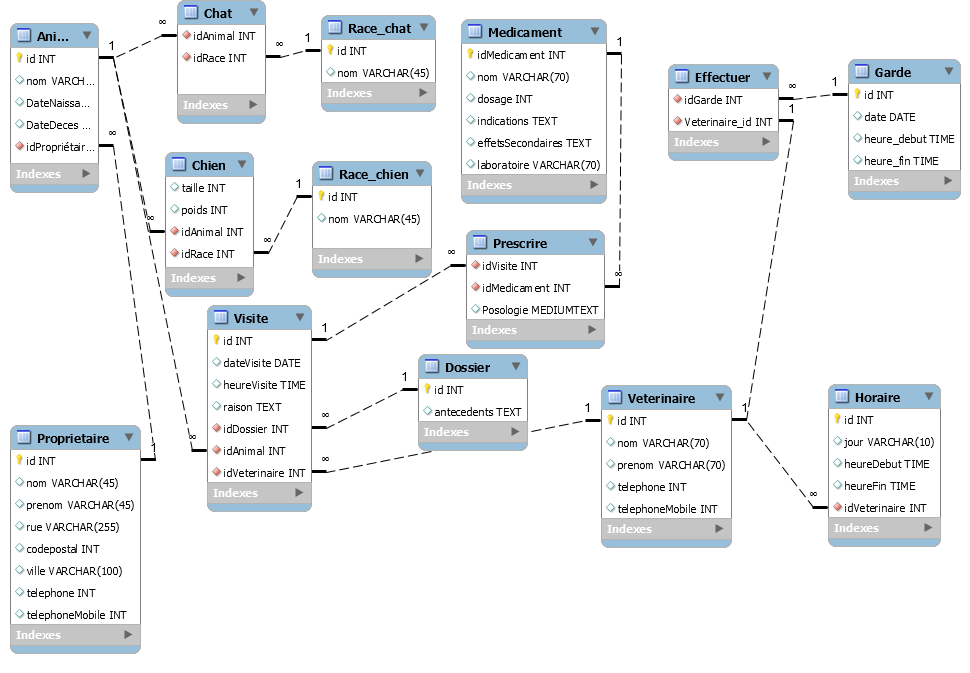 Ani...
id INT
nom VARCH...
DateNaissa...
DateDeces ...
idPropriétair...
Indexes
Chat
idAnimal INT
idRace INT
Indexes
Race_chat
id INT
nom VARCHAR(45)
Indexes
Medicament
idMedicament INT
nom VARCHAR(70)
dosage INT
indications TEXT
effetsSecondaires TEXT
laboratoire VARCHAR(70)
Indexes
Effectuer
idGarde INT
Veterinaire_id INT
Indexes
Garde
id INT
date DATE
heure_debut TIME
heure_fin TIME
Indexes
Chien
taille INT
poids INT
idAnimal INT
idRace INT
Indexes
Race_chien
id INT
nom VARCHAR(45)
Indexes
Prescrire
idVisite INT
idMedicament INT
Posologie MEDIUMTEXT
Indexes
Visite
id INT
dateVisite DATE
heureVisite TIME
raison TEXT
idDossier INT
idAnimal INT
idVeterinaire INT
Indexes
Dossier
id INT
antecedents TEXT
Indexes
Veterinaire
id INT
nom VARCHAR(70)
prenom VARCHAR(70)
telephone INT
telephoneMobile INT
Indexes
Horaire
id INT
jour VARCHAR(10)
heureDebut TIME
heureFin TIME
idVeterinaire INT
Indexes
Proprietaire
id INT
nom VARCHAR(45)
prenom VARCHAR(45)
rue VARCHAR(255)
codepostal INT
ville VARCHAR(100)
telephone INT
telephoneMobile INT
Indexes
1
∞
∞
1
1
∞
∞
1
1
∞
∞
1
∞
∞
1
∞
1
1
∞
1
∞
1
1
∞
∞
1